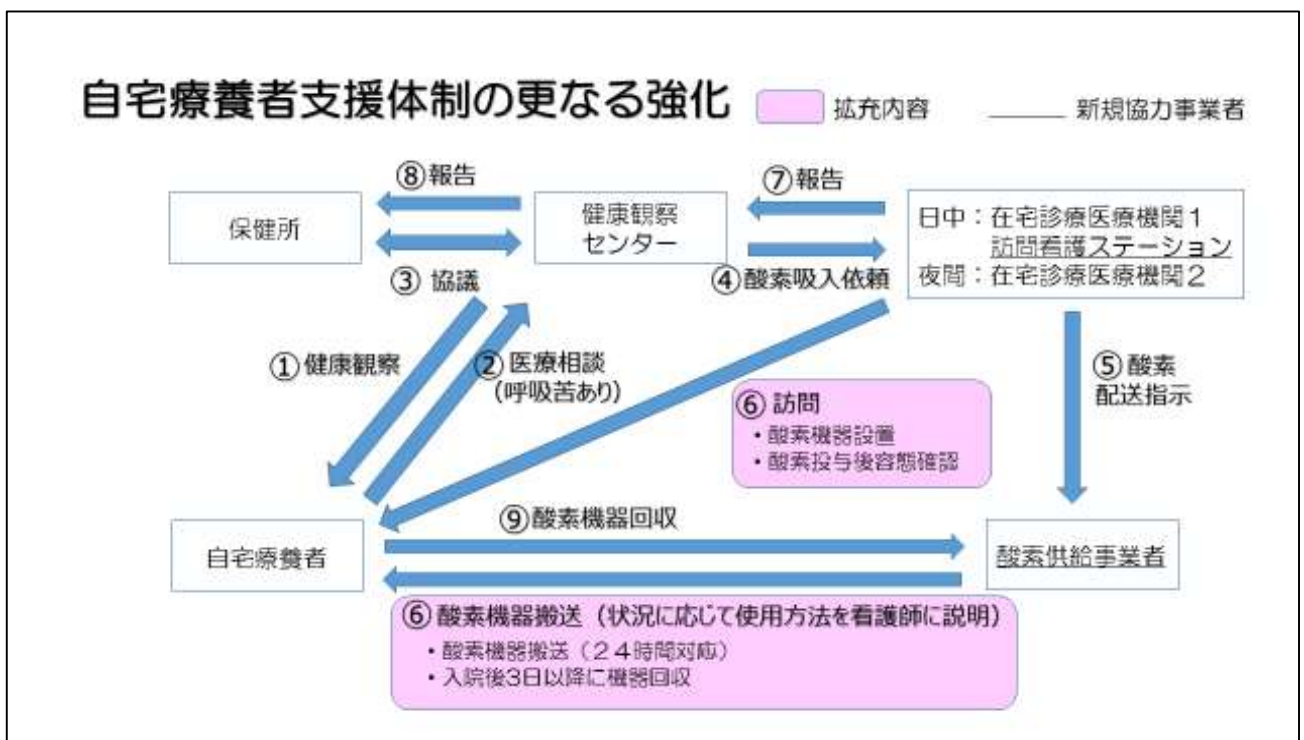 自宅療養者支援体制の更なる強化
拡充内容
新規協力事業者
⑧報告
⑦報告
保健所
健康観察
センター
日中：在宅診療医療機関１
訪問看護ステーション
夜間：在宅診療医療機関２
③ 協議
④酸素吸入依頼
①健康観察
②医療相談
（呼吸苦あり）
⑤ 酸素
配送指示
⑥ 訪問
・酸素機器設置
・酸素投与後容態確認
⑨酸素機器回収
自宅療養者
酸素供給事業者
⑥ 酸素機器搬送（状況に応じて使用方法を看護師に説明）
・酸素機器搬送（２４時間対応）
・入院後3日以降に機器回収